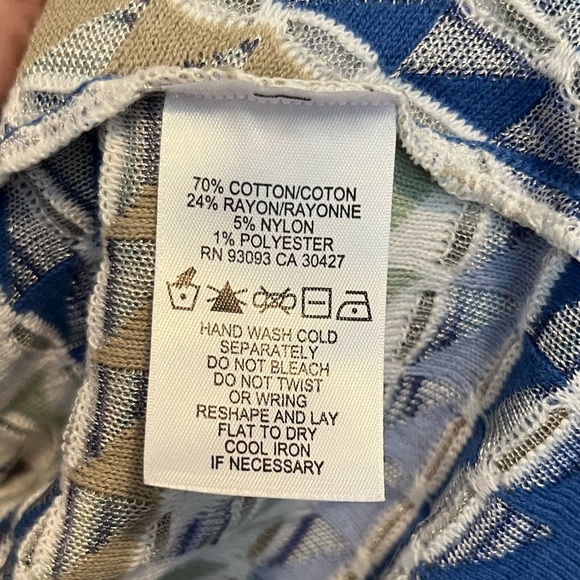 70% COTTON/COTON
24% RAYON/RAYONNE
5% NYLON
1% POLYESTER
RN 93093 CA 30427
HAND WASH COLD
SEPARATELY
DO NOT BLEACH
DO NOT TWIST
OR WRING
RESHAPE AND LAY
FLAT TO DRY
COOL IRON
IF NECESSARY